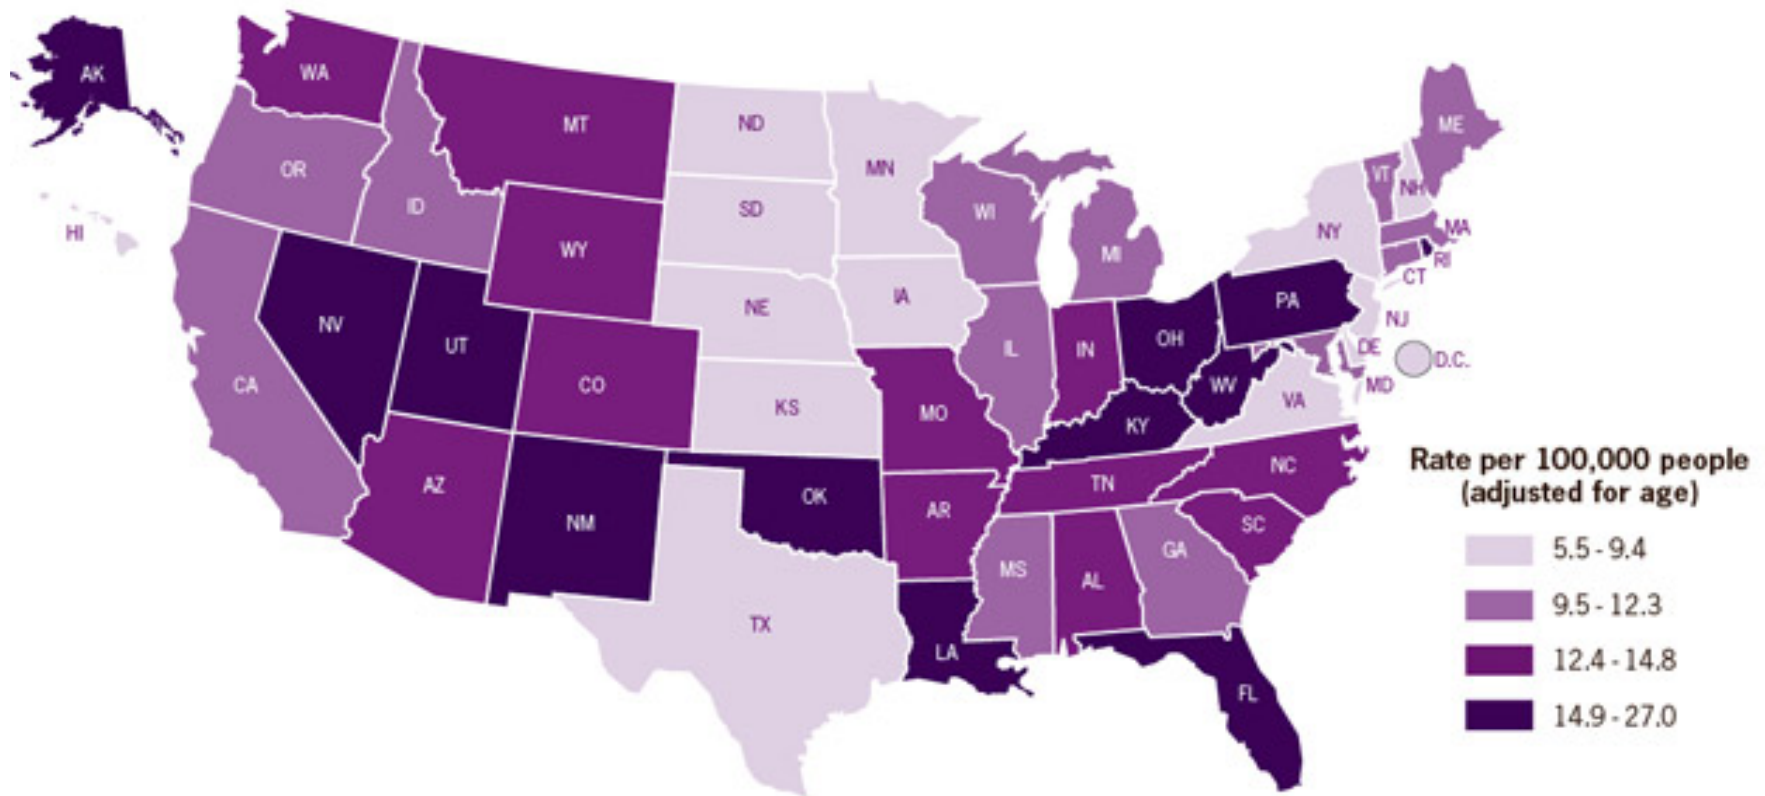 AK
WA
MT
ND
MN
ME
OR
ID
SD
WI
VT
NH
HI
WY
MI
NY
MA
RI
CT
NV
UT
NE
IA
PA
NJ
CA
CO
IL
IN
OH
DE
D.C.
MD
KS
MO
WV
VA
KY
AZ
NM
OK
AR
TN
NC
SC
MS
AL
GA
TX
LA
FL
Rate per 100,000 people
(adjusted for age)
5.5 - 9.4
9.5 - 12.3
12.4 - 14.8
14.9 - 27.0